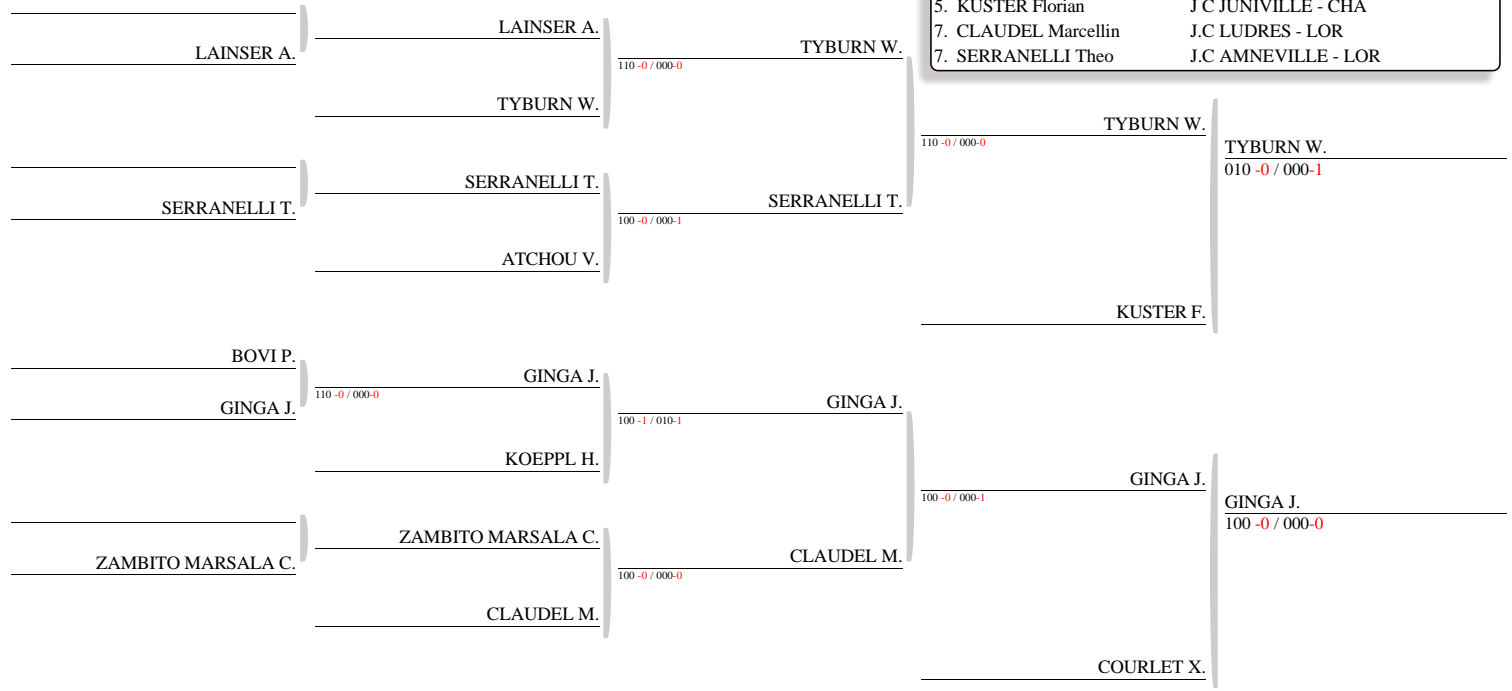 5. KUSTER Florian J C JUNIVILLE - CHA
7. CLAUDEL Marcellin J.C LUDRES - LOR
7. SERRANELLI Theo J.C AMNEVILLE - LOR
LAINSER A.
SERRANELLI T.
BOVI P.
GINGA J.
ZAMBITO MARSALA C.
LAINSER A.
TYBURN W.
SERRANELLI T.
ATCHOU V.
GINGA J.
110 -0 / 000-0
KOEPPL H.
ZAMBITO MARSALA C.
CLAUDEL M.
TYBURN W.
110 -0 / 000-0
SERRANELLI T.
100 -0 / 000-1
GINGA J.
100 -1 / 010-1
CLAUDEL M.
100 -0 / 000-0
TYBURN W.
110 -0 / 000-0
KUSTER F.
GINGA J.
100 -0 / 000-1
COURLET X.
TYBURN W.
010 -0 / 000-1
GINGA J.
100 -0 / 000-0